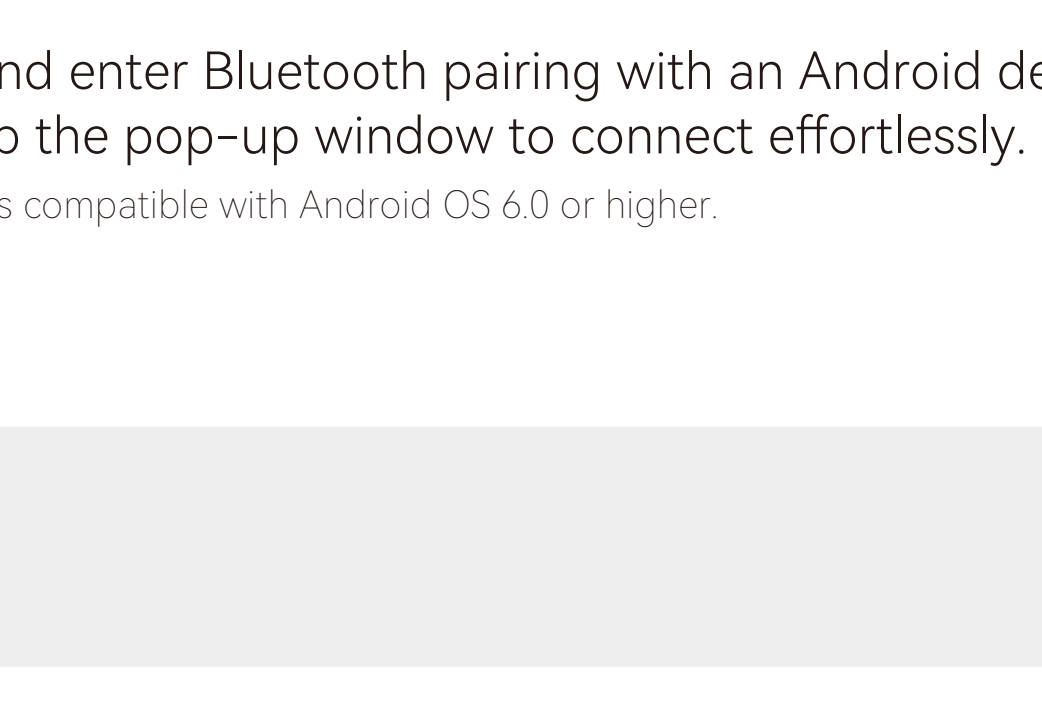 nd enter Bluetooth pairing with an Android de
the pop-up window to connect effortlessly.
s compatible with Android OS 6.0 or higher.